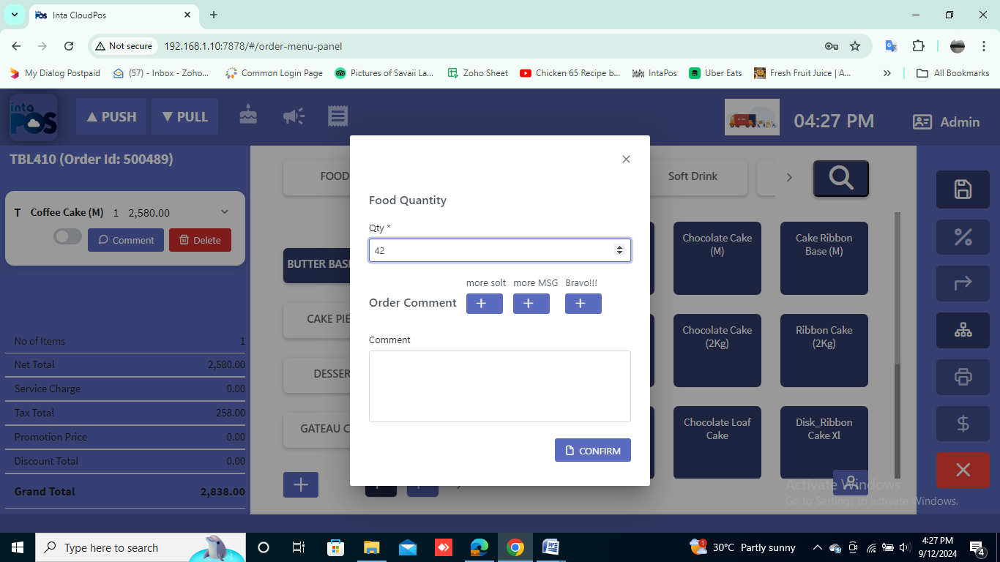 Inta CloudPos
Not secure
192.168.1.10:7878/#/order-menu-panel
My Dialog Postpaid
(57) - Inbox - Zoho...
Common Login Page
Pictures of Savaii La...
Zoho Sheet
Chicken 65 Recipe b...
IntaPos
Uber Eats
Fresh Fruit Juice | A...
All Bookmarks
inta
POS
PUSH
PULL
04:27 PM
Admin
TBL410 (Order Id: 500489)
T Coffee Cake (M) 1 2,580.00
Comment
Delete
No of Items 1
Net Total 2,580.00
Service Charge 0.00
Tax Total 258.00
Promotion Price 0.00
Discount Total 0.00
Grand Total 2,838.00
FOOD
Soft Drink
BUTTER BAS
CAKE PIE
DESSER
GATEAU C
Food Quantity
Qty *
42
more solt
more MSG
Bravo!!!
Order Comment
Comment
CONFIRM
Chocolate Cake
(M)
Cake Ribbon
Base (M)
Chocolate Cake
(2Kg)
Ribbon Cake
(2Kg)
Chocolate Loaf
Cake
Disk_Ribbon
Cake Xl
Activate Windows
Go to Settings to activate Windows.
Type here to search
30°C Partly sunny
4:27 PM
9/12/2024
4